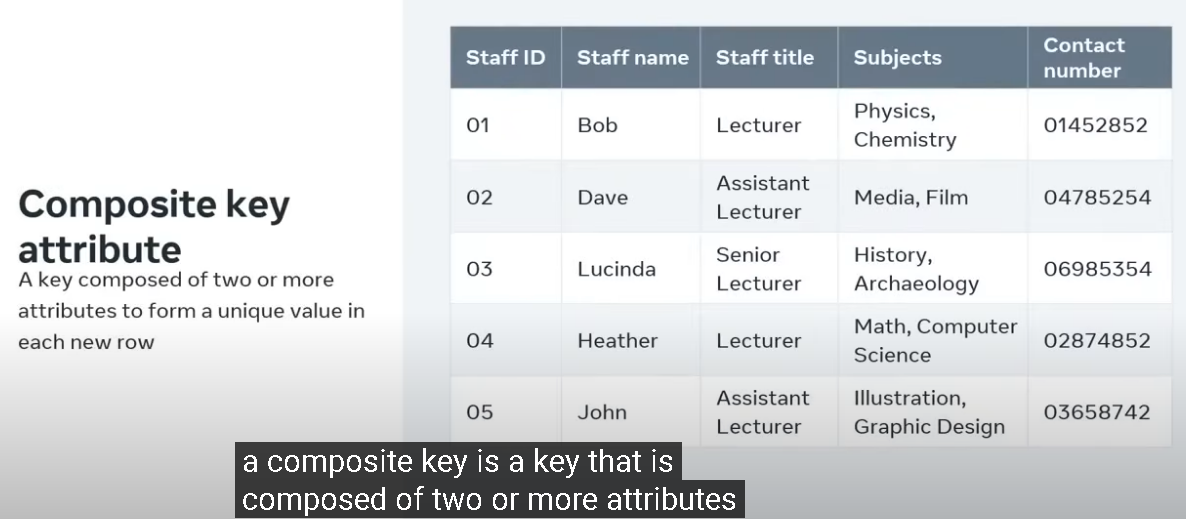 Composite key
attribute
A key composed of two or more
attributes to form a unique value in
each new row
Staff ID Staff name Staff title Subjects Contact
number
01 Bob Lecturer Physics,
Chemistry 01452852
02 Dave Assistant
Lecturer Media, Film 04785254
03 Lucinda Senior
Lecturer History,
Archaeology 06985354
04 Heather Lecturer Math, Computer
Science 02874852
05 John Assistant
Lecturer Illustration,
Graphic Design 03658742
a composite key is a key that is
composed of two or more attributes